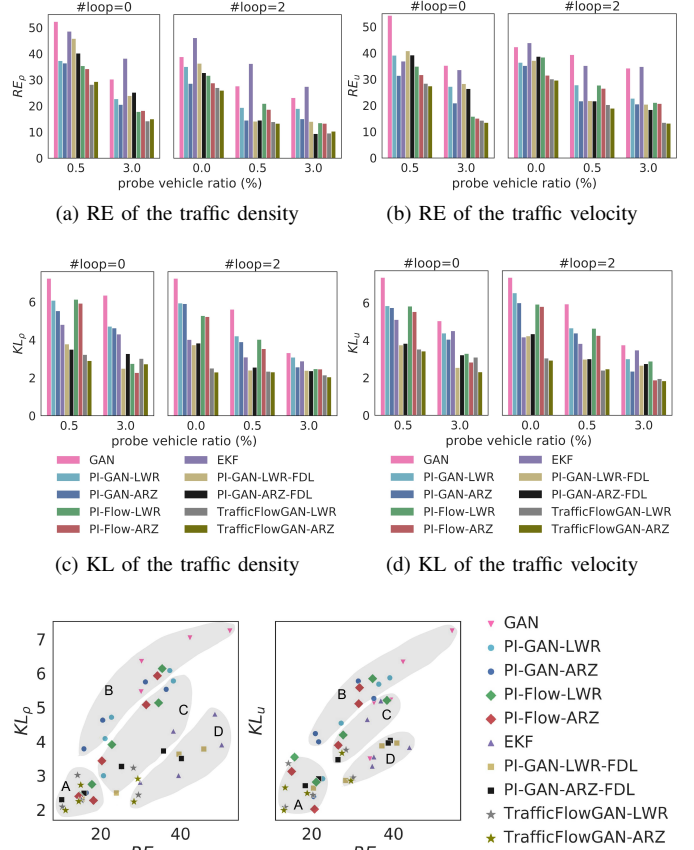 #loop=0
#loop=2
50
40
30
20
10
0
REρ
0.5
3.0
0.0
0.5
3.0
probe vehicle ratio (%)
(a) RE of the traffic density
#loop=0
#loop=2
50
40
30
20
10
0
REu
0.5
3.0
0.0
0.5
3.0
probe vehicle ratio (%)
(b) RE of the traffic velocity
#loop=0
#loop=2
6
4
2
0
KLρ
0.5
3.0
0.0
0.5
3.0
probe vehicle ratio (%)
GAN
PI-GAN-LWR
PI-GAN-ARZ
PI-Flow-LWR
PI-Flow-ARZ
EKF
PI-GAN-LWR-FDL
PI-GAN-ARZ-FDL
TrafficFlowGAN-LWR
TrafficFlowGAN-ARZ
(c) KL of the traffic density
#loop=0
#loop=2
6
4
2
0
KLu
0.5
3.0
0.0
0.5
3.0
probe vehicle ratio (%)
GAN
PI-GAN-LWR
PI-GAN-ARZ
PI-Flow-LWR
PI-Flow-ARZ
EKF
PI-GAN-LWR-FDL
PI-GAN-ARZ-FDL
TrafficFlowGAN-LWR
TrafficFlowGAN-ARZ
(d) KL of the traffic velocity
7
6
5
4
3
2
KLρ
A
B
C
D
20
40
KLu
A
B
C
D
20
40
GAN
PI-GAN-LWR
PI-GAN-ARZ
PI-Flow-LWR
PI-Flow-ARZ
EKF
PI-GAN-LWR-FDL
PI-GAN-ARZ-FDL
TrafficFlowGAN-LWR
TrafficFlowGAN-ARZ